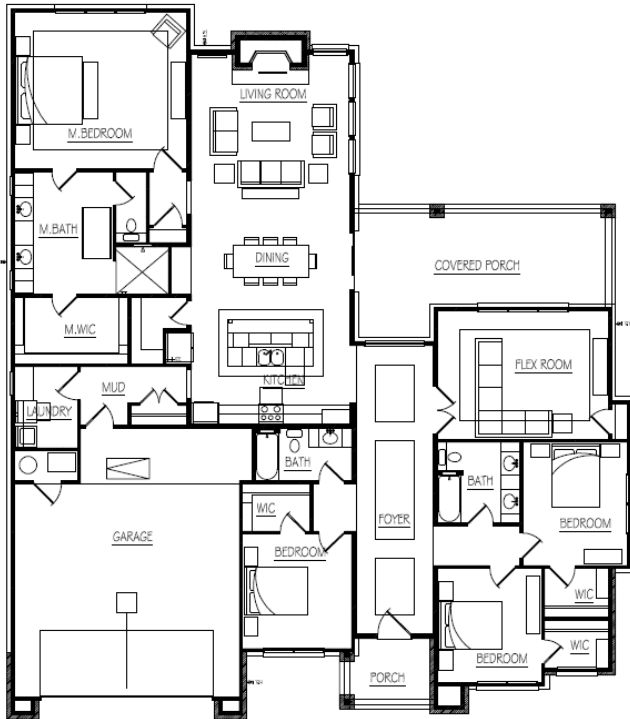 LIVING ROOM
M.BEDROOM
M.BATH
DINING
COVERED PORCH
M.WIC
FLEX ROOM
KITCHEN
MUD
LAUNDRY
BATH
BATH
WIC
FOYER
BEDROOM
GARAGE
BEDROOM
WIC
WIC
BEDROOM
PORCH